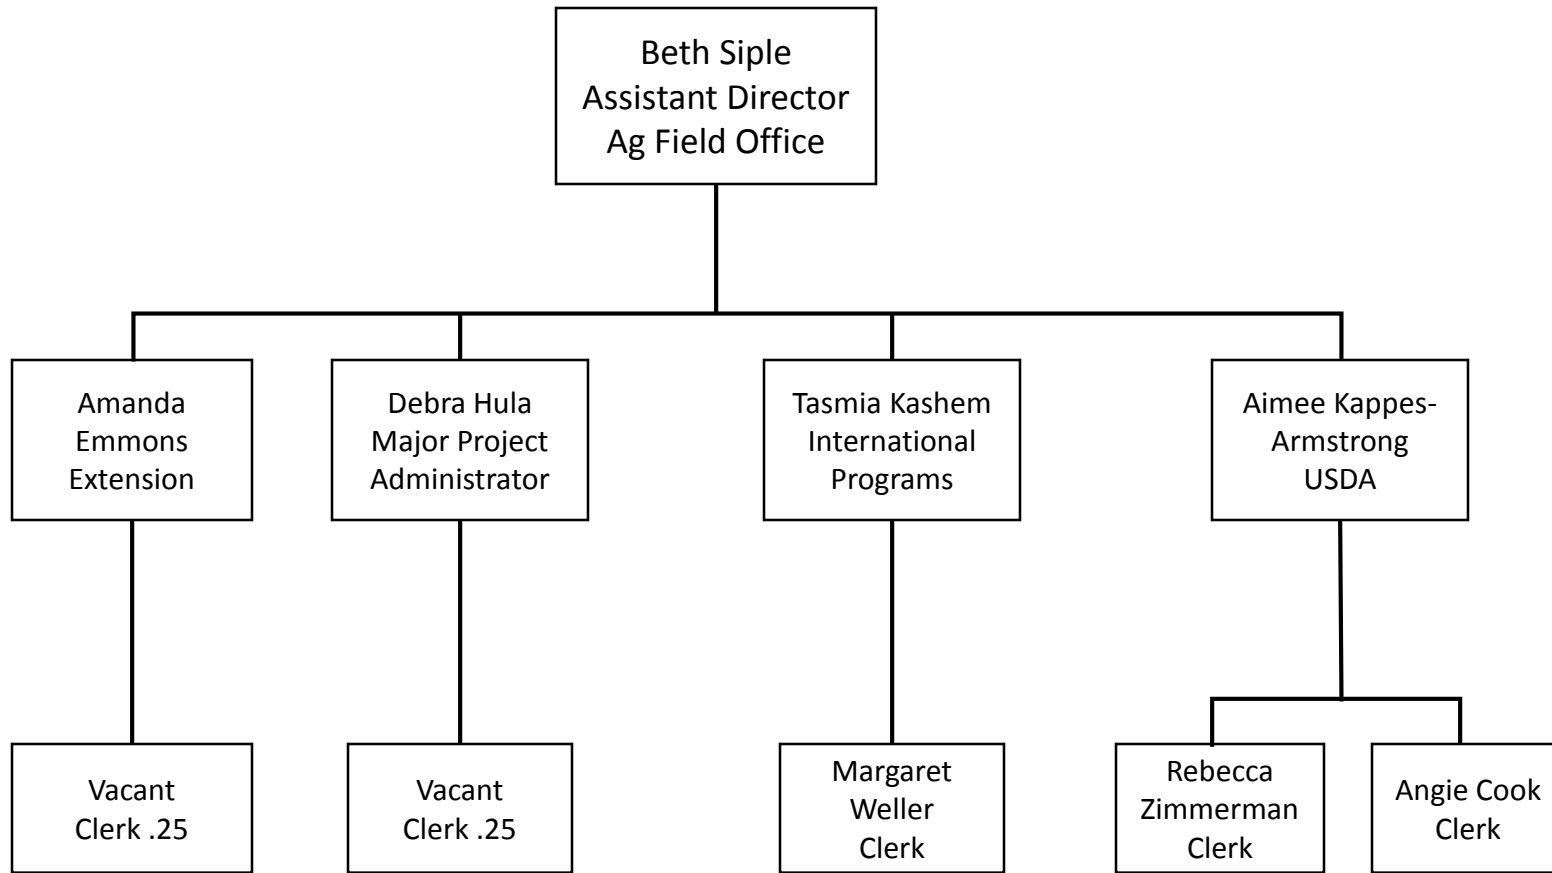 Beth Siple
Assistant Director
Ag Field Office
Amanda
Emmons
Extension
Debra Hula
Major Project
Administrator
Tasmia Kashem
International
Programs
Aimee Kappes-
Armstrong
USDA
Vacant
Clerk .25
Vacant
Clerk .25
Margaret
Weller
Clerk
Rebecca
Zimmerman
Clerk
Angie Cook
Clerk